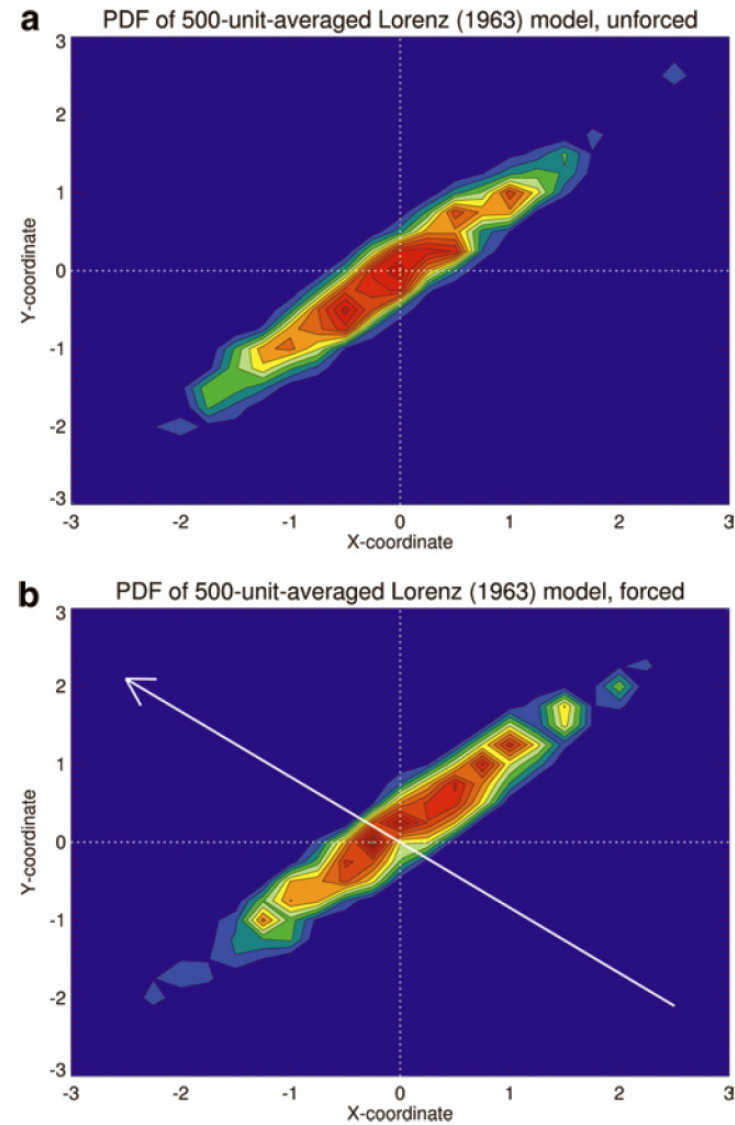 a PDF of 500-unit-averaged Lorenz (1963) model, unforced
3
2
1
0
-1
-2
-3
Y-coordinate
-3 -2 -1 0 1 2 3
X-coordinate
b PDF of 500-unit-averaged Lorenz (1963) model, forced
3
2
1
0
-1
-2
-3
Y-coordinate
-3 -2 -1 0 1 2 3
X-coordinate